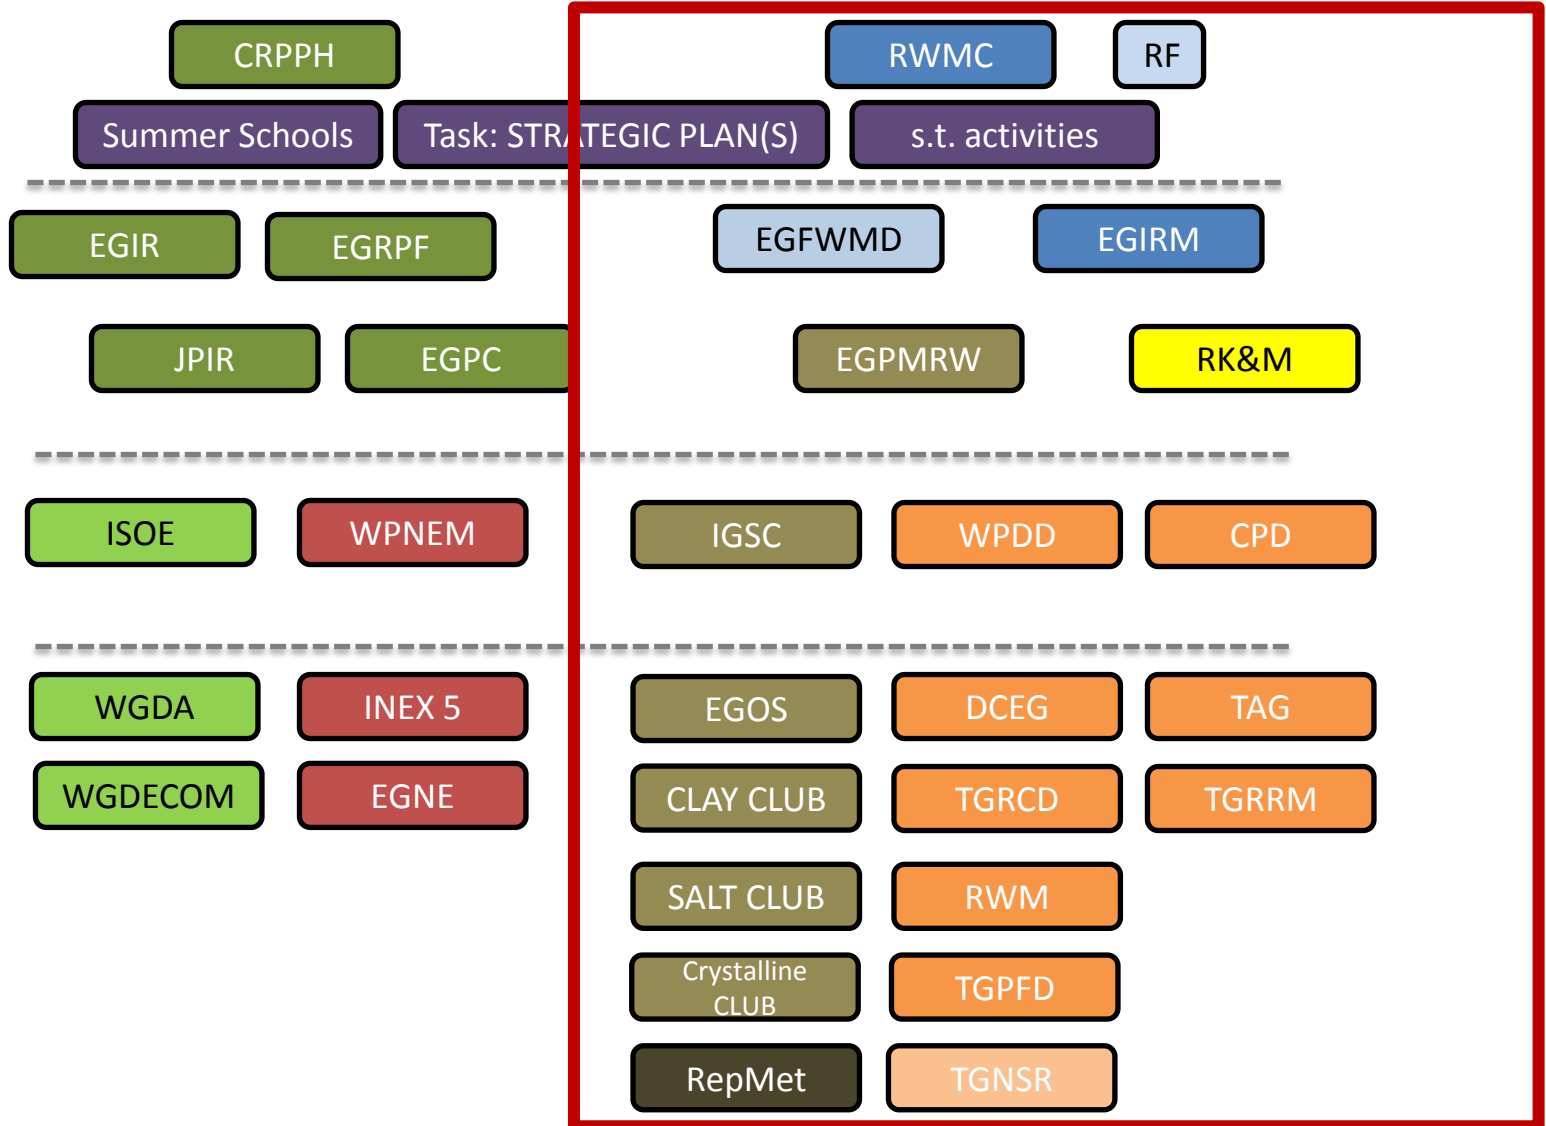 CRPPH
RWMC
RF
Summer Schools
Task: STRATEGIC PLAN(S)
s.t. activities
EGIR
EGRPF
EGFWMD
EGIRM
JPIR
EGPC
EGPMRW
RK&M
ISOE
WPNEM
IGSC
WPDD
CPD
WGDA
INEX 5
EGOS
DCEG
TAG
WGDECOM
EGNE
CLAY CLUB
TGRCD
TGRRM
SALT CLUB
RWM
Crystalline
CLUB
TGPFD
RepMet
TGNSR